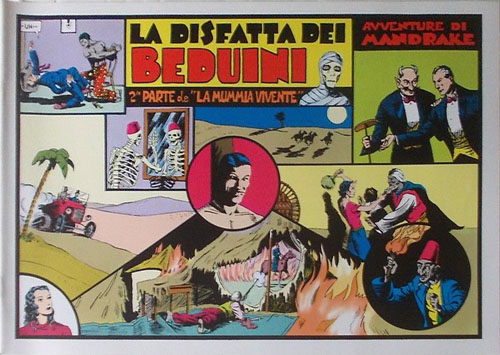 LA DISFATTA DEI
BEDUINI
2ª PARTE de "LA MUMMIA VIVENTE"
AVVENTURE DI
MANDRAKE